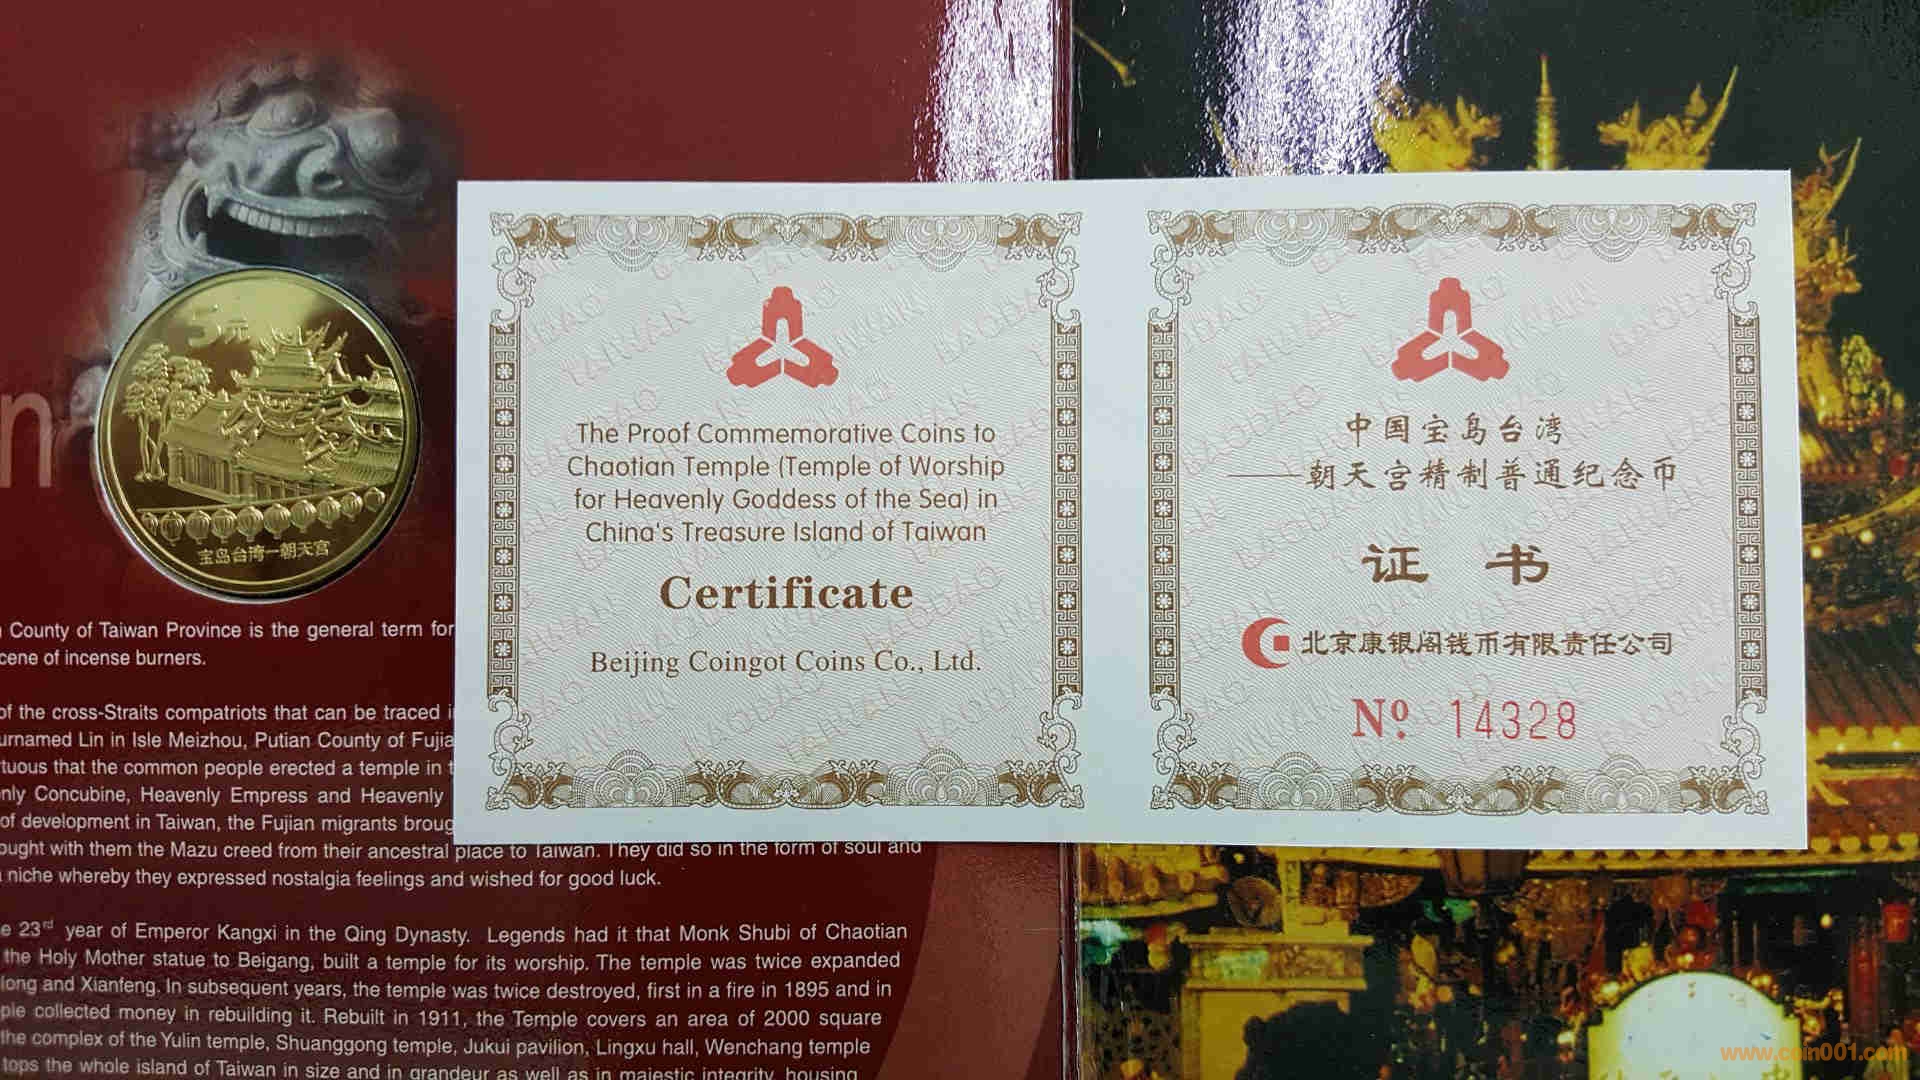 n
5元
宝岛台湾一朝天宫
County of Taiwan Province is the general term for
cene of incense burners.
of the cross-Straits compatriots that can be traced i
urnamed Lin in Isle Meizhou, Putian County of Fujia
tuous that the common people erected a temple in t
nly Concubine, Heavenly Empress and Heavenly
of development in Taiwan, the Fujian migrants broug
ought with them the Mazu creed from their ancestral place to Taiwan. They did so in the form of soul and
niche whereby they expressed nostalgia feelings and wished for good luck.
e 23rd year of Emperor Kangxi in the Qing Dynasty. Legends had it that Monk Shubi of Chaotian
the Holy Mother statue to Beigang, built a temple for its worship. The temple was twice expanded
long and Xianfeng. In subsequent years, the temple was twice destroyed, first in a fire in 1895 and in
ple collected money in rebuilding it. Rebuilt in 1911, the Temple covers an area of 2000 square
the complex of the Yulin temple, Shuanggong temple, Jukui pavilion, Lingxu hall, Wenchang temple
tops the whole island of Taiwan in size and in grandeur as well as in majestic integrity, housing
The Proof Commemorative Coins to
Chaotian Temple (Temple of Worship
for Heavenly Goddess of the Sea) in
China's Treasure Island of Taiwan
Certificate
Beijing Coingot Coins Co., Ltd.
BAODAO
TAIWAN
中国宝岛台湾
——朝天宫精制普通纪念币
证 书
北京康银阁钱币有限责任公司
Nº: 14328
www.coin001.com